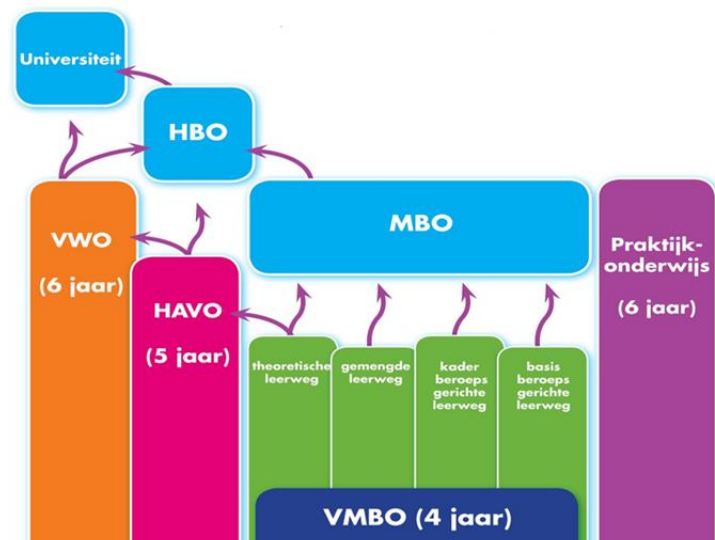 Universiteit
HBO
MBO
VWO
(6 jaar)
HAVO
(5 jaar)
Praktijk-
onderwijs
(6 jaar)
theoretische
leerweg
gemengde
leerweg
kader
beroeps
gerichte
leerweg
basis
beroeps
gerichte
leerweg
VMBO (4 jaar)